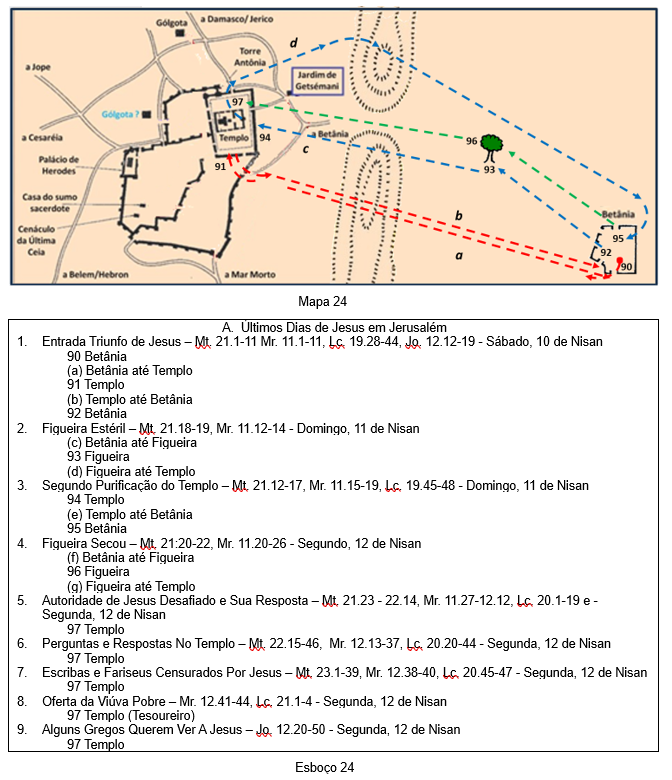 Gólgota
a Damasco/ Jerico
d
Torre
Antônia
a Jope
Jardim de
Getsémani
97
Gólgota ?
a Betânia
96
Templo
94
a Cesaréia
c
91
93
Palácio de
Herodes
Casa do sumo
sacerdote
b
Betânia
Cenáculo
da Última
Ceia
95
a
92
90
a Belem/Hebron
a Mar Morto
Mapa 24
A. Últimos Dias de Jesus em Jerusalém
1. Entrada Triunfo de Jesus – Mt. 21.1-11 Mr. 11.1-11, Lc. 19.28-44, Jo. 12.12-19 - Sábado, 10 de Nisan
90 Betânia
(a) Betânia até Templo
91 Templo
(b) Templo até Betânia
92 Betânia
2. Figueira Estéril – Mt. 21.18-19, Mr. 11.12-14 - Domingo, 11 de Nisan
(c) Betânia até Figueira
93 Figueira
(d) Figueira até Templo
3. Segundo Purificação do Templo – Mt. 21.12-17, Mr. 11.15-19, Lc. 19.45-48 - Domingo, 11 de Nisan
94 Templo
(e) Templo até Betânia
95 Betânia
4. Figueira Secou – Mt. 21:20-22, Mr. 11.20-26 - Segundo, 12 de Nisan
(f) Betânia até Figueira
96 Figueira
(g) Figueira até Templo
5. Autoridade de Jesus Desafiado e Sua Resposta – Mt. 21.23 - 22.14, Mr. 11.27-12.12, Lc. 20.1-19 e -
Segunda, 12 de Nisan
97 Templo
6. Perguntas e Respostas No Templo – Mt. 22.15-46, Mr. 12.13-37, Lc. 20.20-44 - Segunda, 12 de Nisan
97 Templo
7. Escribas e Fariseus Censurados Por Jesus – Mt. 23.1-39, Mr. 12.38-40, Lc. 20.45-47 - Segunda, 12 de Nisan
97 Templo
8. Oferta da Viúva Pobre – Mr. 12.41-44, Lc. 21.1-4 - Segunda, 12 de Nisan
97 Templo (Tesoureiro)
9. Alguns Gregos Querem Ver A Jesus – Jo. 12.20-50 - Segunda, 12 de Nisan
97 Templo
Esboço 24